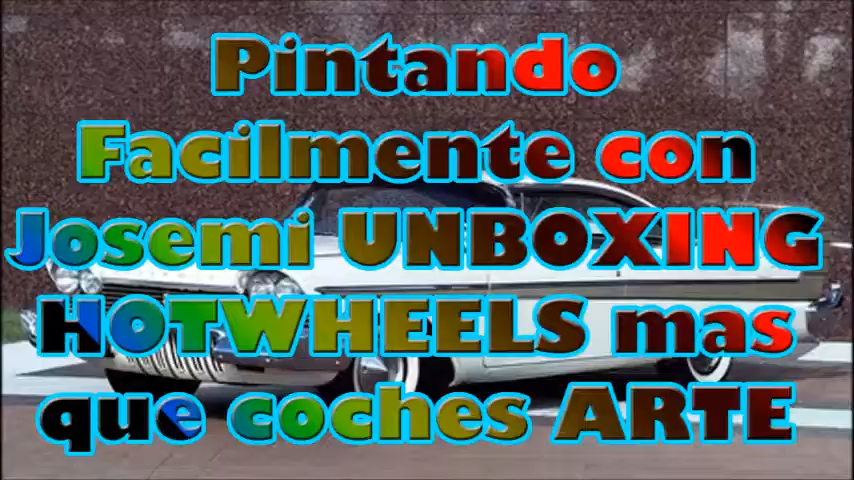 Pintando
Facilmente con
Josemi UNBOXING
HOTWHEELS mas
que coches ARTE